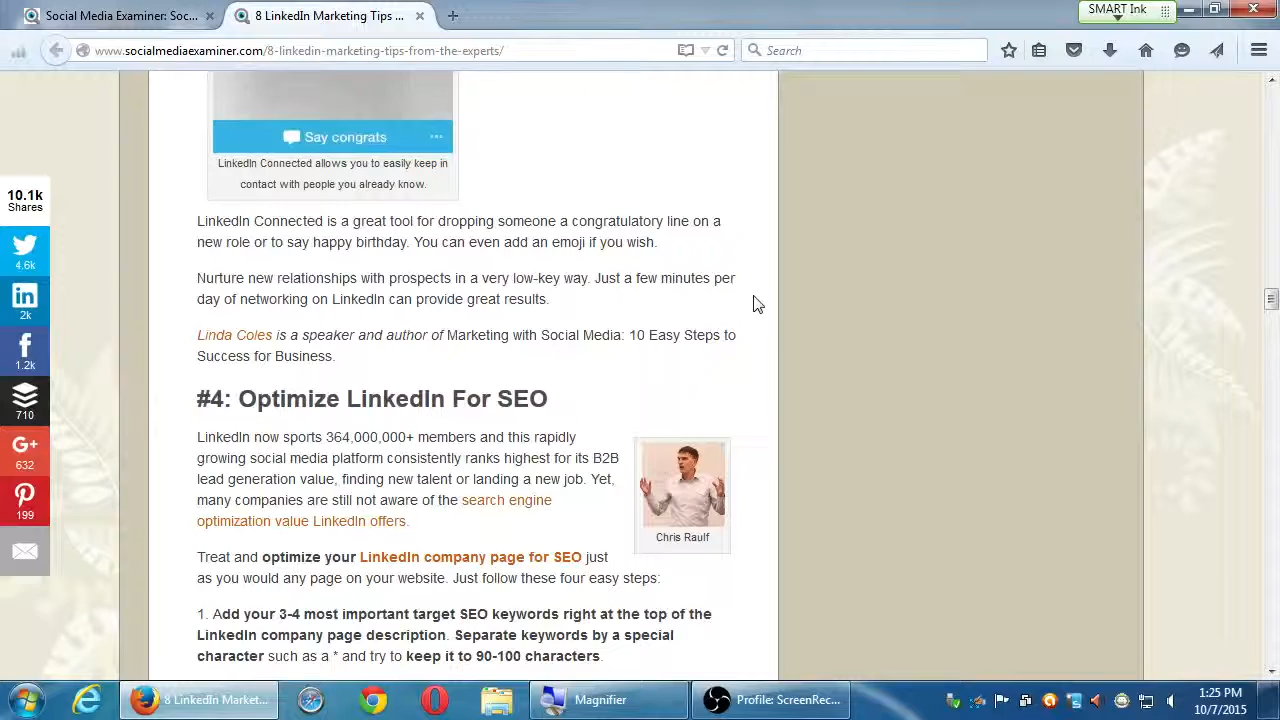 Social Media Examiner: Soc...
8 LinkedIn Marketing Tips ...
SMART Ink
www.socialmediaexaminer.com/8-linkedin-marketing-tips-from-the-experts/
Search
Say congrats
LinkedIn Connected allows you to easily keep in
contact with people you already know.
10.1k
Shares
4.6k
2k
1.2k
710
G+
632
199
LinkedIn Connected is a great tool for dropping someone a congratulatory line on a
new role or to say happy birthday. You can even add an emoji if you wish.
Nurture new relationships with prospects in a very low-key way. Just a few minutes per
day of networking on LinkedIn can provide great results.
Linda Coles is a speaker and author of Marketing with Social Media: 10 Easy Steps to
Success for Business.
#4: Optimize LinkedIn For SEO
LinkedIn now sports 364,000,000+ members and this rapidly
growing social media platform consistently ranks highest for its B2B
lead generation value, finding new talent or landing a new job. Yet,
many companies are still not aware of the search engine
optimization value LinkedIn offers.
Chris Raulf
Treat and optimize your LinkedIn company page for SEO just
as you would any page on your website. Just follow these four easy steps:
1. Add your 3-4 most important target SEO keywords right at the top of the
LinkedIn company page description. Separate keywords by a special
character such as a * and try to keep it to 90-100 characters.
8 LinkedIn Market...
Magnifier
Profile: ScreenRec...
1:25 PM
10/7/2015